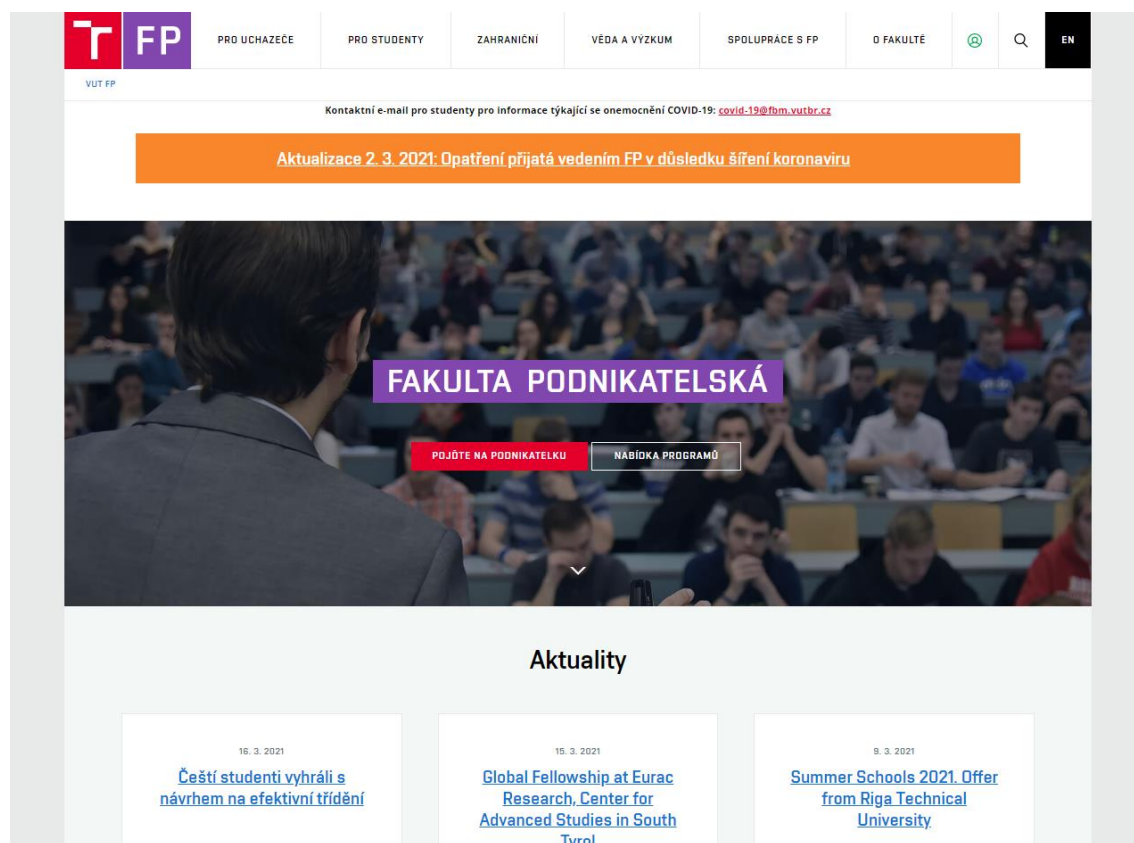 T FP
PRO UCHAZEČE PRO STUDENTY ZAHRANIČNÍ VĚDA A VÝZKUM SPOLUPRÁCE S FP O FAKULTĚ EN
VUT FP
Kontaktní e-mail pro studenty pro informace týkající se onemocnění COVID-19: covid-19@fbm.vutbr.cz
Aktualizace 2. 3. 2021: Opatření přijatá vedením FP v důsledku šíření koronaviru
FAKULTA PODNIKATELSKÁ
POJĎTE NA PODNIKATELKU NABÍDKA PROGRAMŮ
Aktuality
16. 3. 2021
Čeští studenti vyhráli s
návrhem na efektivní třídění
15. 3. 2021
Global Fellowship at Eurac
Research, Center for
Advanced Studies in South
Tyrol
9. 3. 2021
Summer Schools 2021. Offer
from Riga Technical
University